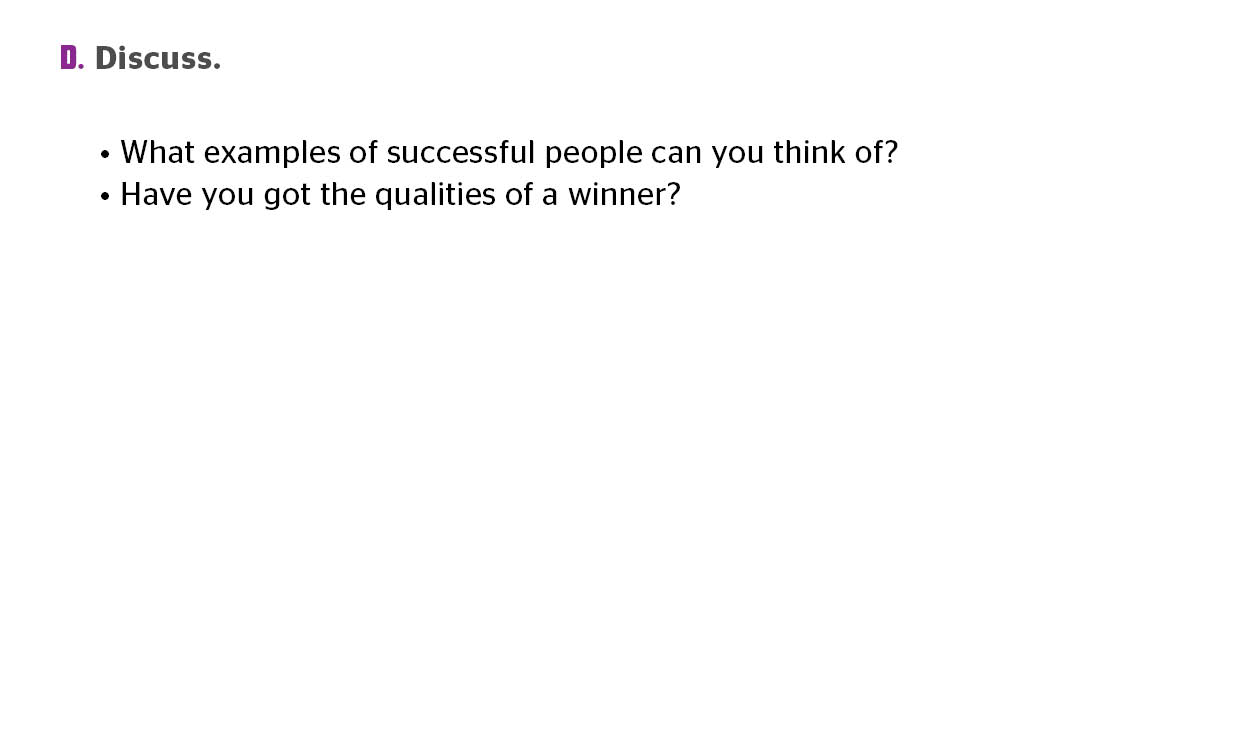 D. Discuss.
• What examples of successful people can you think of?
• Have you got the qualities of a winner?